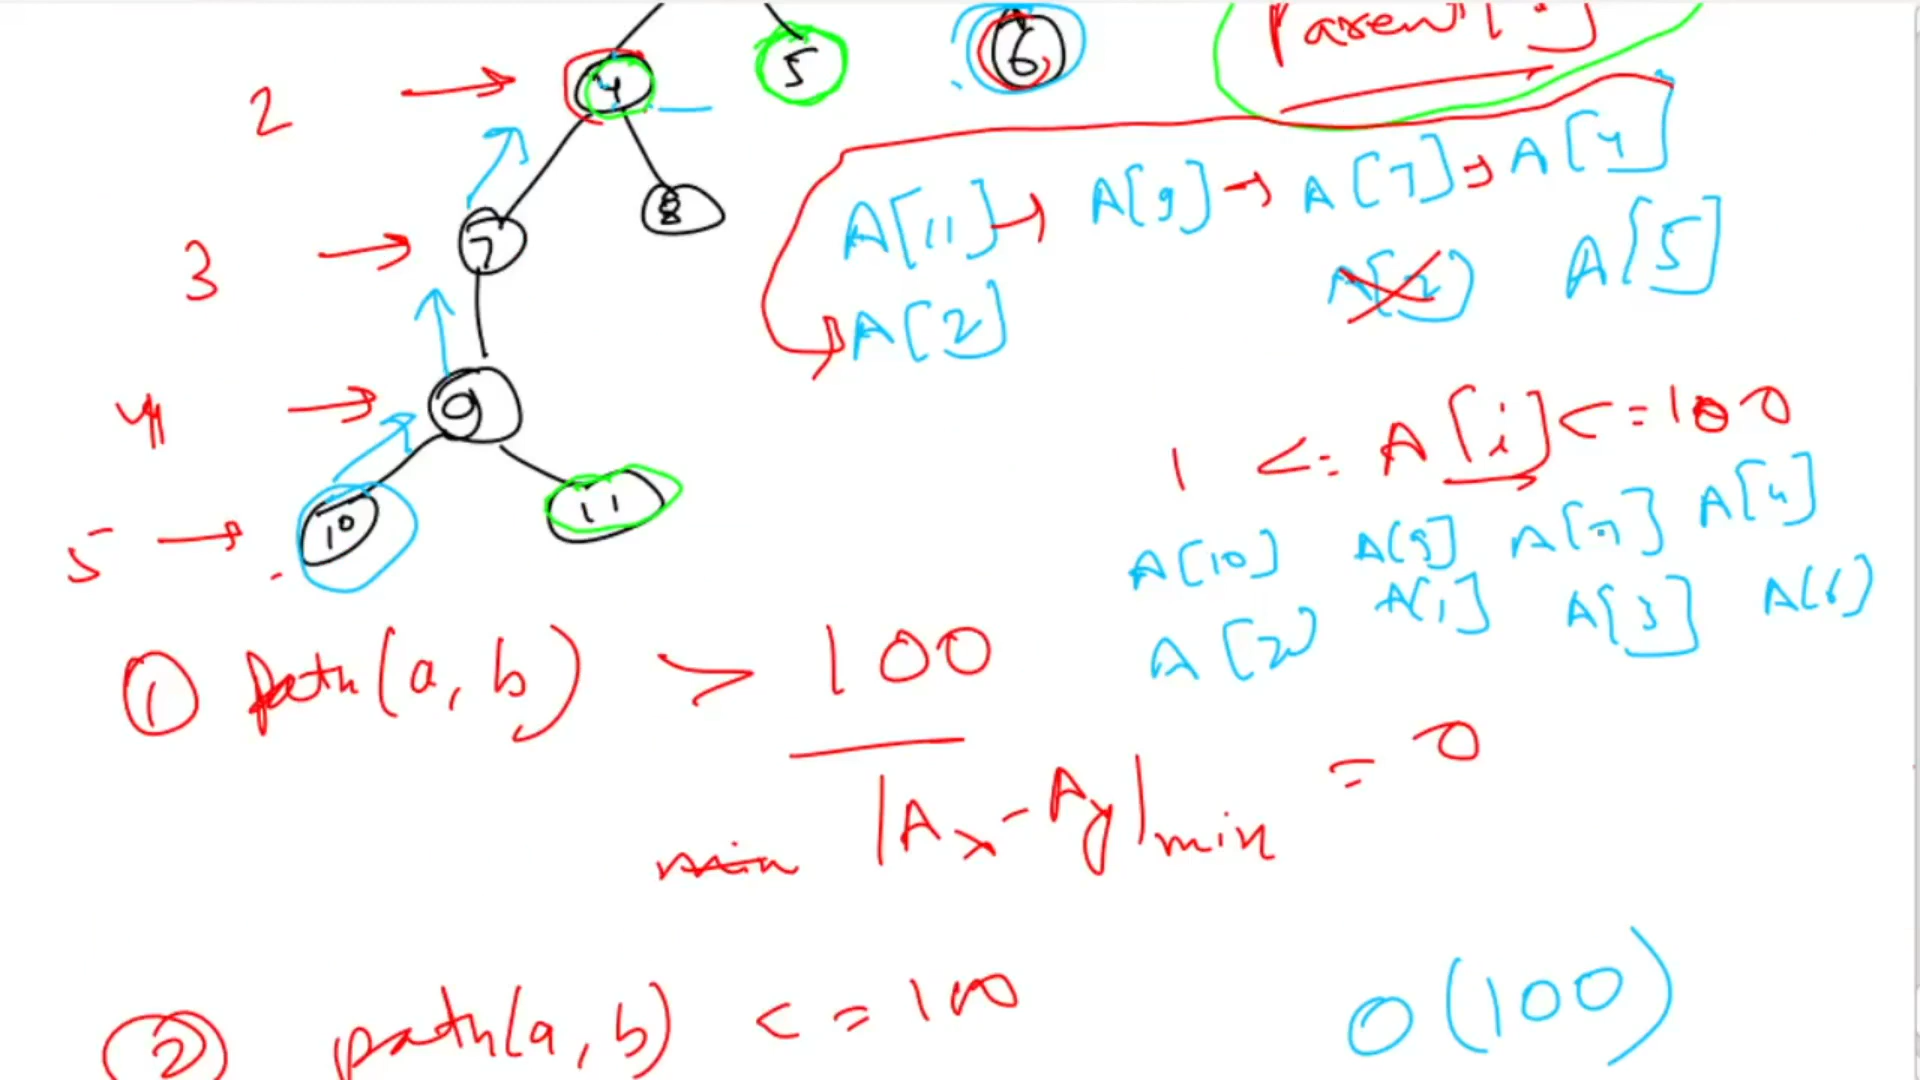 Parent[]
2 → 4 5 6
A[11] → A[9] → A[7] → A[4]
3 → 7 8
A[2] A[2] A[5]
4 → 9
1 <= A[i] <= 100
5 → 10 11
A[10] A[9] A[7] A[4]
A[2] A[1] A[3] A[6]
① path(a, b) > 100
min |Ax - Ay|min = 0
② path(a, b) <= 100
O(100)